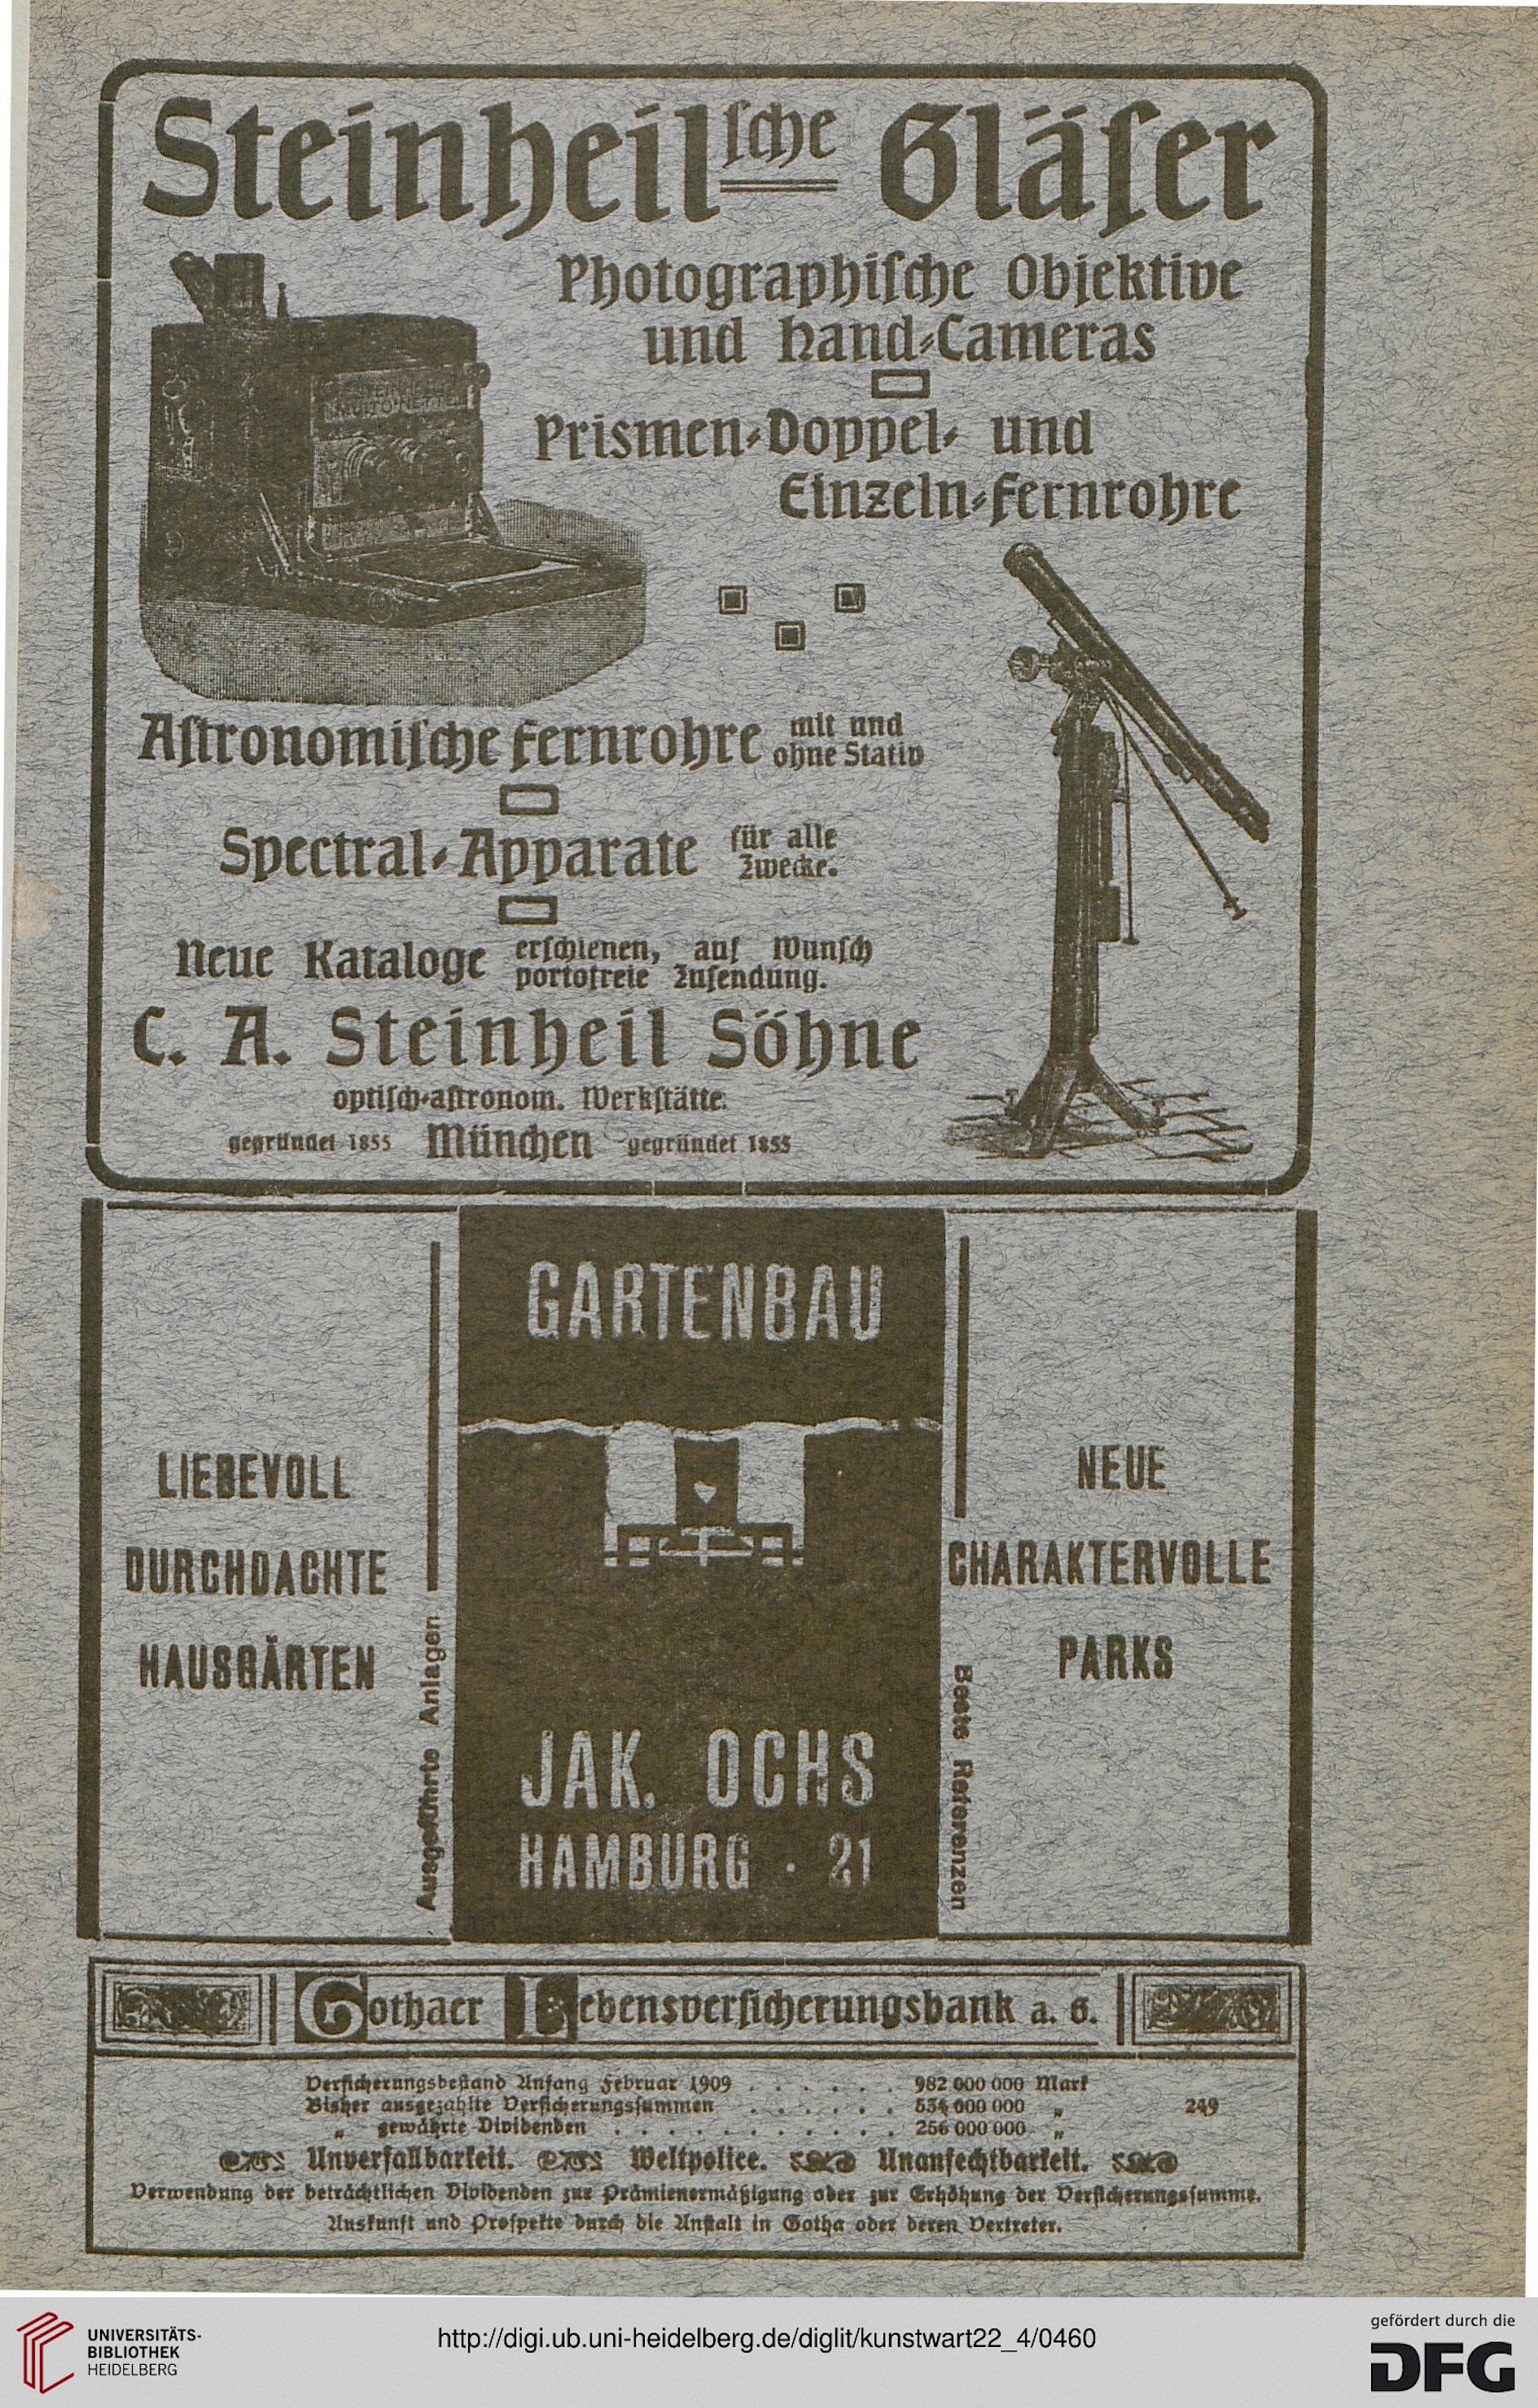 Steinheilſche Gläſer
Photographiſche Objektive
und Hand-Cameras
Prismen-Doppel- und
Einzeln-Fernrohre
Aſtronomiſche Fernrohre mit und
ohne Stativ
Spectral-Apparate für alle
Zwecke.
Neue Kataloge erſchienen, auf Wunſch
portofreie Zuſendung.
C. A. Steinheil Söhne
optiſch-aſtronom. Werkſtätte.
gegründet 1855 München gegründet 1855
GARTENBAU
LIEBEVOLL
DURCHDACHTE
HAUSGÄRTEN
Ausgeführte Anlagen
JAK. OCHS
HAMBURG · 21
Beste Referenzen
NEUE
CHARAKTERVOLLE
PARKS
Gothaer Lebensverſicherungsbank a. G.
Verſicherungsbeſtand Anfang Februar 1909 . . . . . . 982 000 000 Mark
Bisher ausgezahlte Verſicherungsſummen . . . . . . 534 000 000 „
„ gewährte Dividenden . . . . . . . . . . . 256 000 000 „
249
Unverfallbarkeit. Weltpolice. Unanfechtbarkeit.
Verwendung der beträchtlichen Dividenden zur Prämienermäßigung oder zur Erhöhung der Verſicherungsſumme.
Auskunft und Proſpekte durch die Anſtalt in Gotha oder deren Vertreter.
UNIVERSITÄTS-
BIBLIOTHEK
HEIDELBERG
http://digi.ub.uni-heidelberg.de/diglit/kunstwart22_4/0460
gefördert durch die
DFG